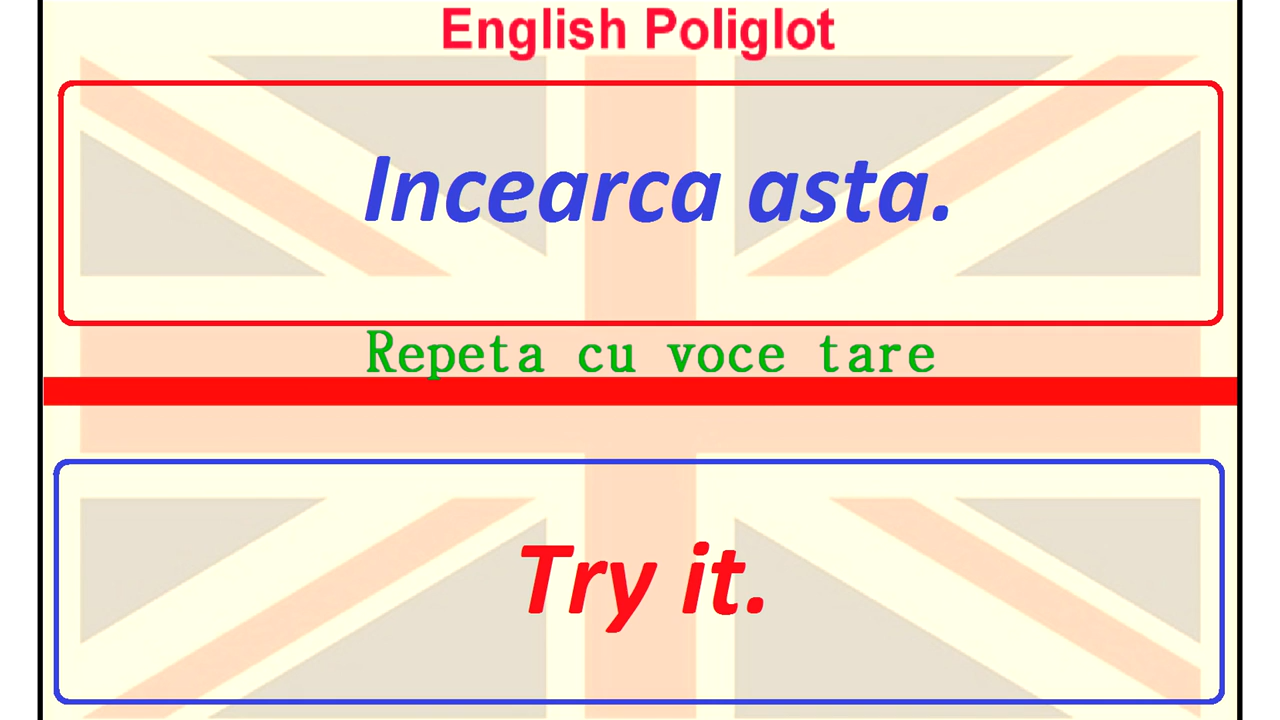 English Poliglot
Incearca asta.
Repeta cu voce tare
Try it.